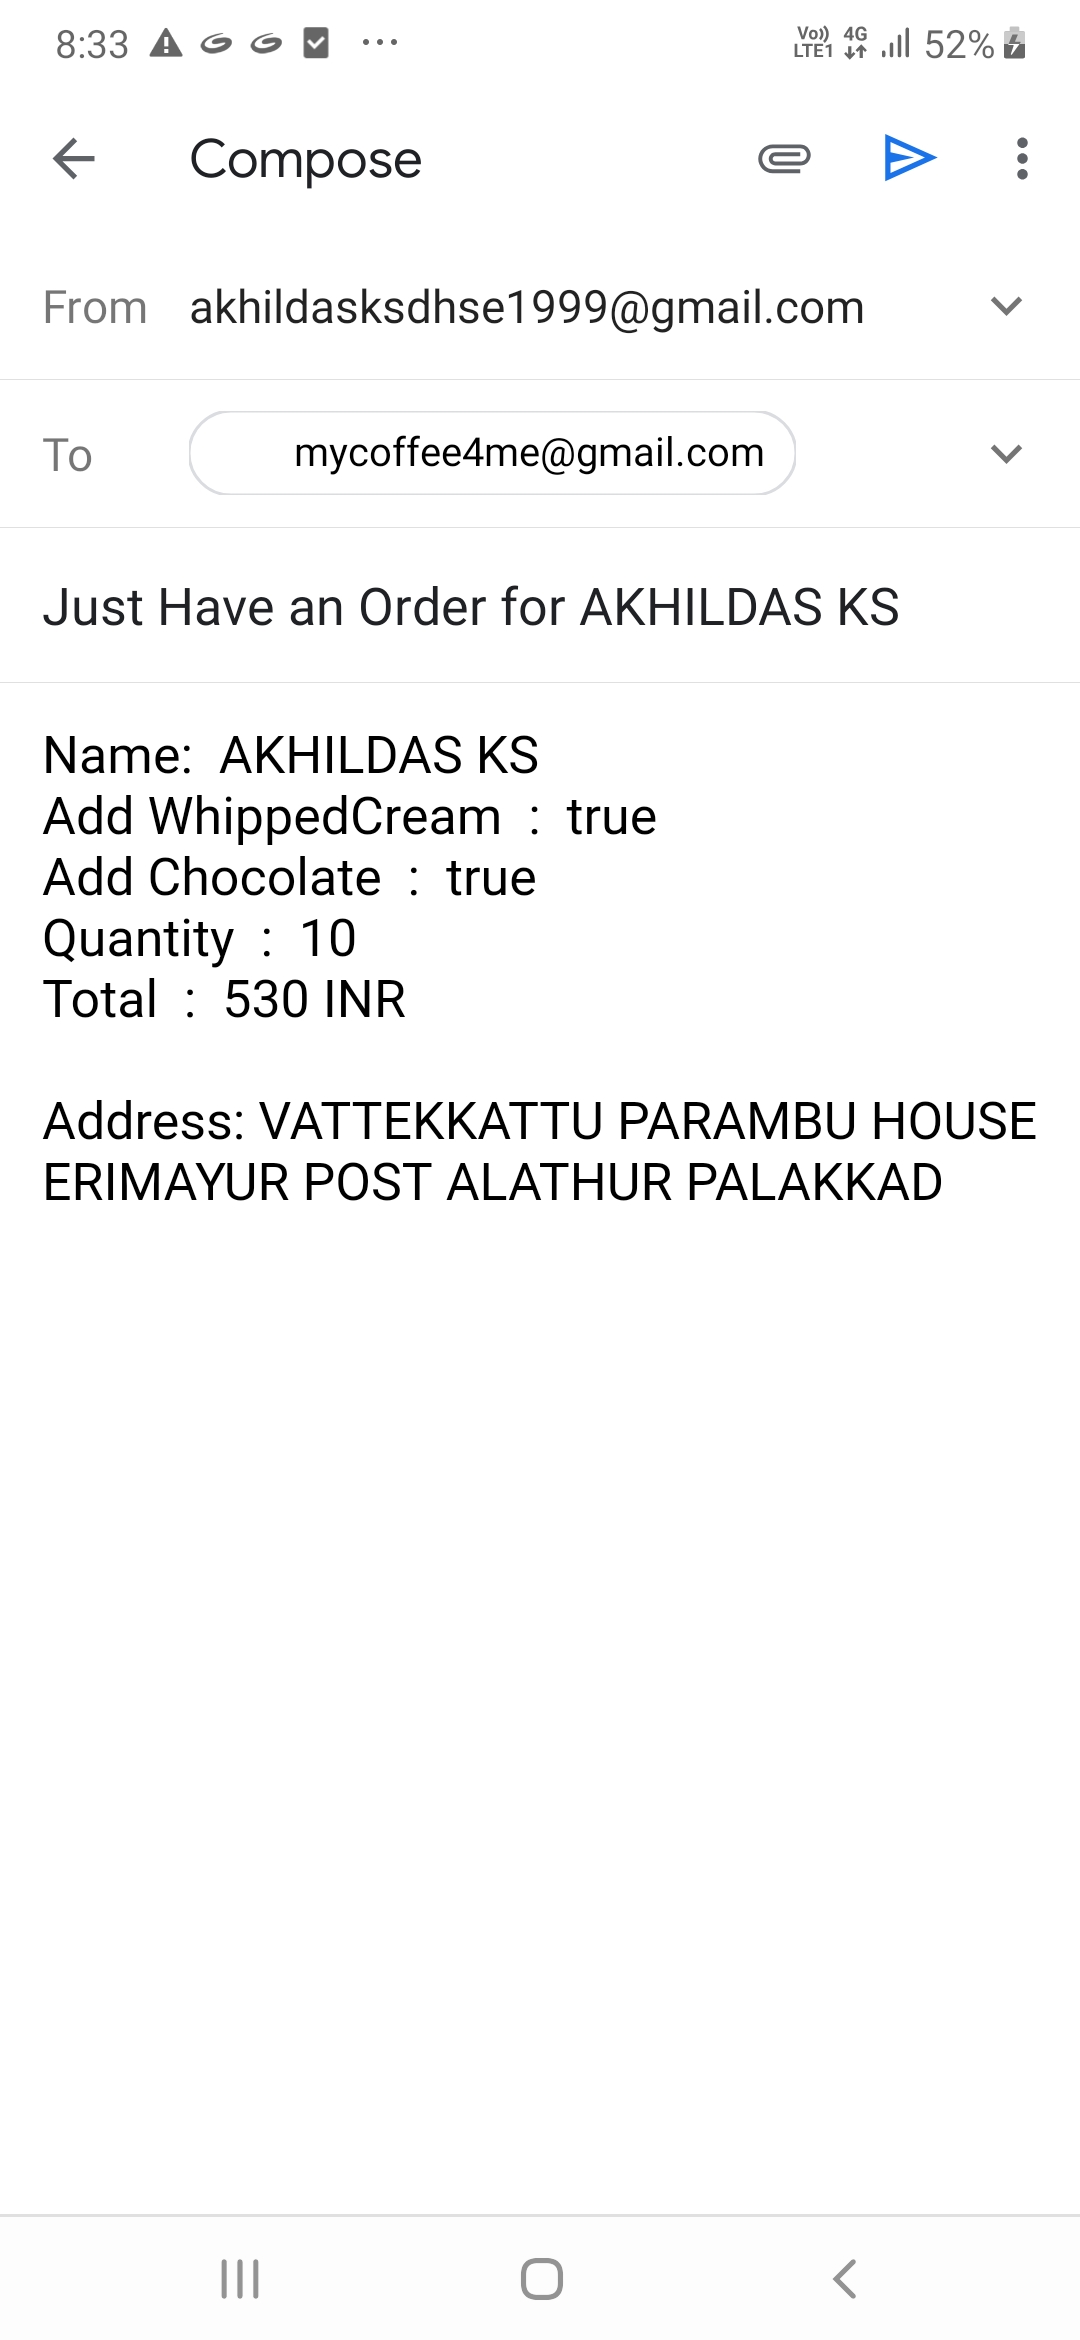 8:33
Vo)) 4G
LTE1
52%
Compose
From akhildasksdhse1999@gmail.com
To mycoffee4me@gmail.com
Just Have an Order for AKHILDAS KS
Name: AKHILDAS KS
Add WhippedCream : true
Add Chocolate : true
Quantity : 10
Total : 530 INR
Address: VATTEKKATTU PARAMBU HOUSE
ERIMAYUR POST ALATHUR PALAKKAD